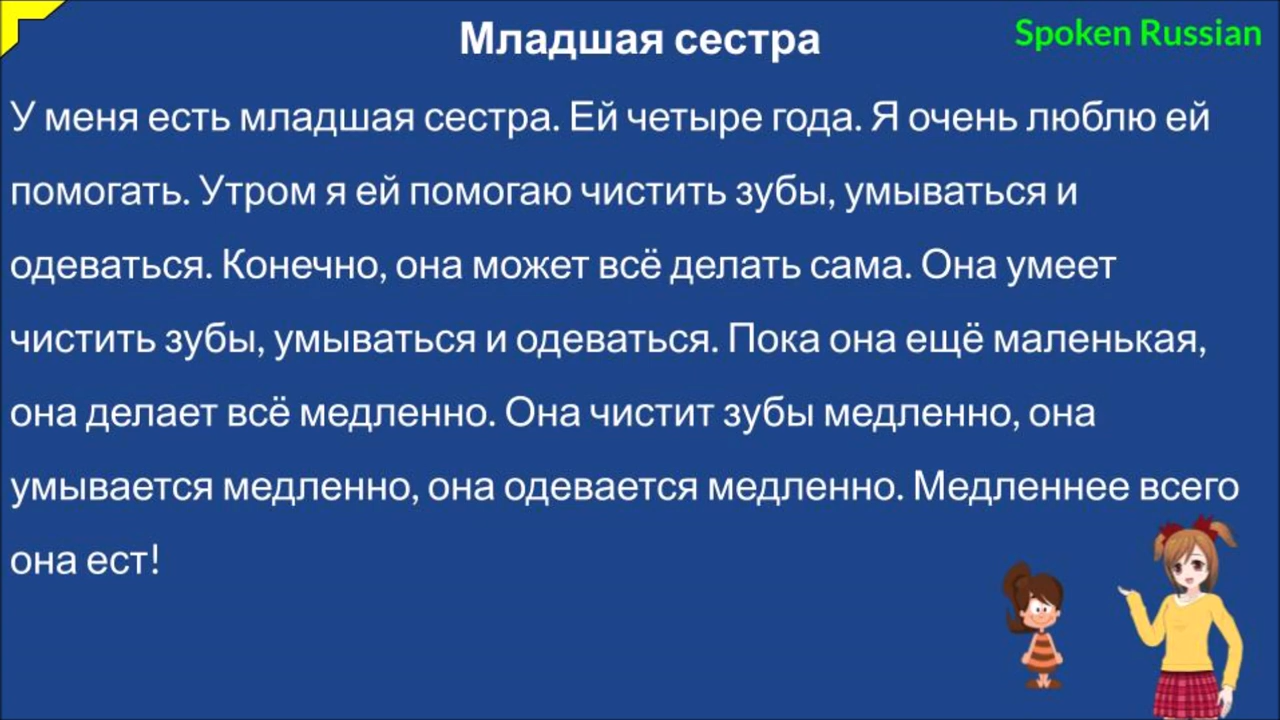 Младшая сестра
Spoken Russian
У меня есть младшая сестра. Ей четыре года. Я очень люблю ей
помогать. Утром я ей помогаю чистить зубы, умываться и
одеваться. Конечно, она может всё делать сама. Она умеет
чистить зубы, умываться и одеваться. Пока она ещё маленькая,
она делает всё медленно. Она чистит зубы медленно, она
умывается медленно, она одевается медленно. Медленнее всего
она ест!